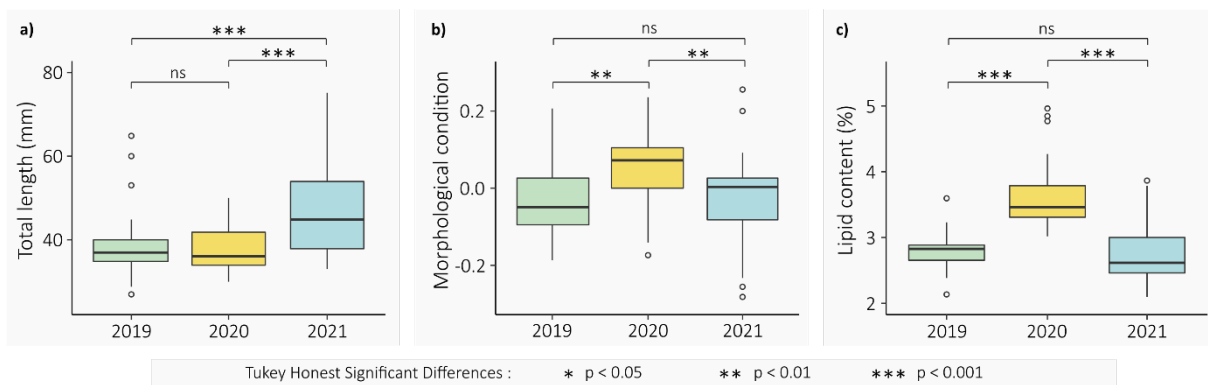 a)
***
***
ns
80
60
40
Total length (mm)
2019 2020 2021
b)
ns
** **
0.2
0.0
-0.2
Morphological condition
2019 2020 2021
c)
ns
*** ***
5
4
3
2
Lipid content (%)
2019 2020 2021
Tukey Honest Significant Differences : * p < 0.05 ** p < 0.01 *** p < 0.001